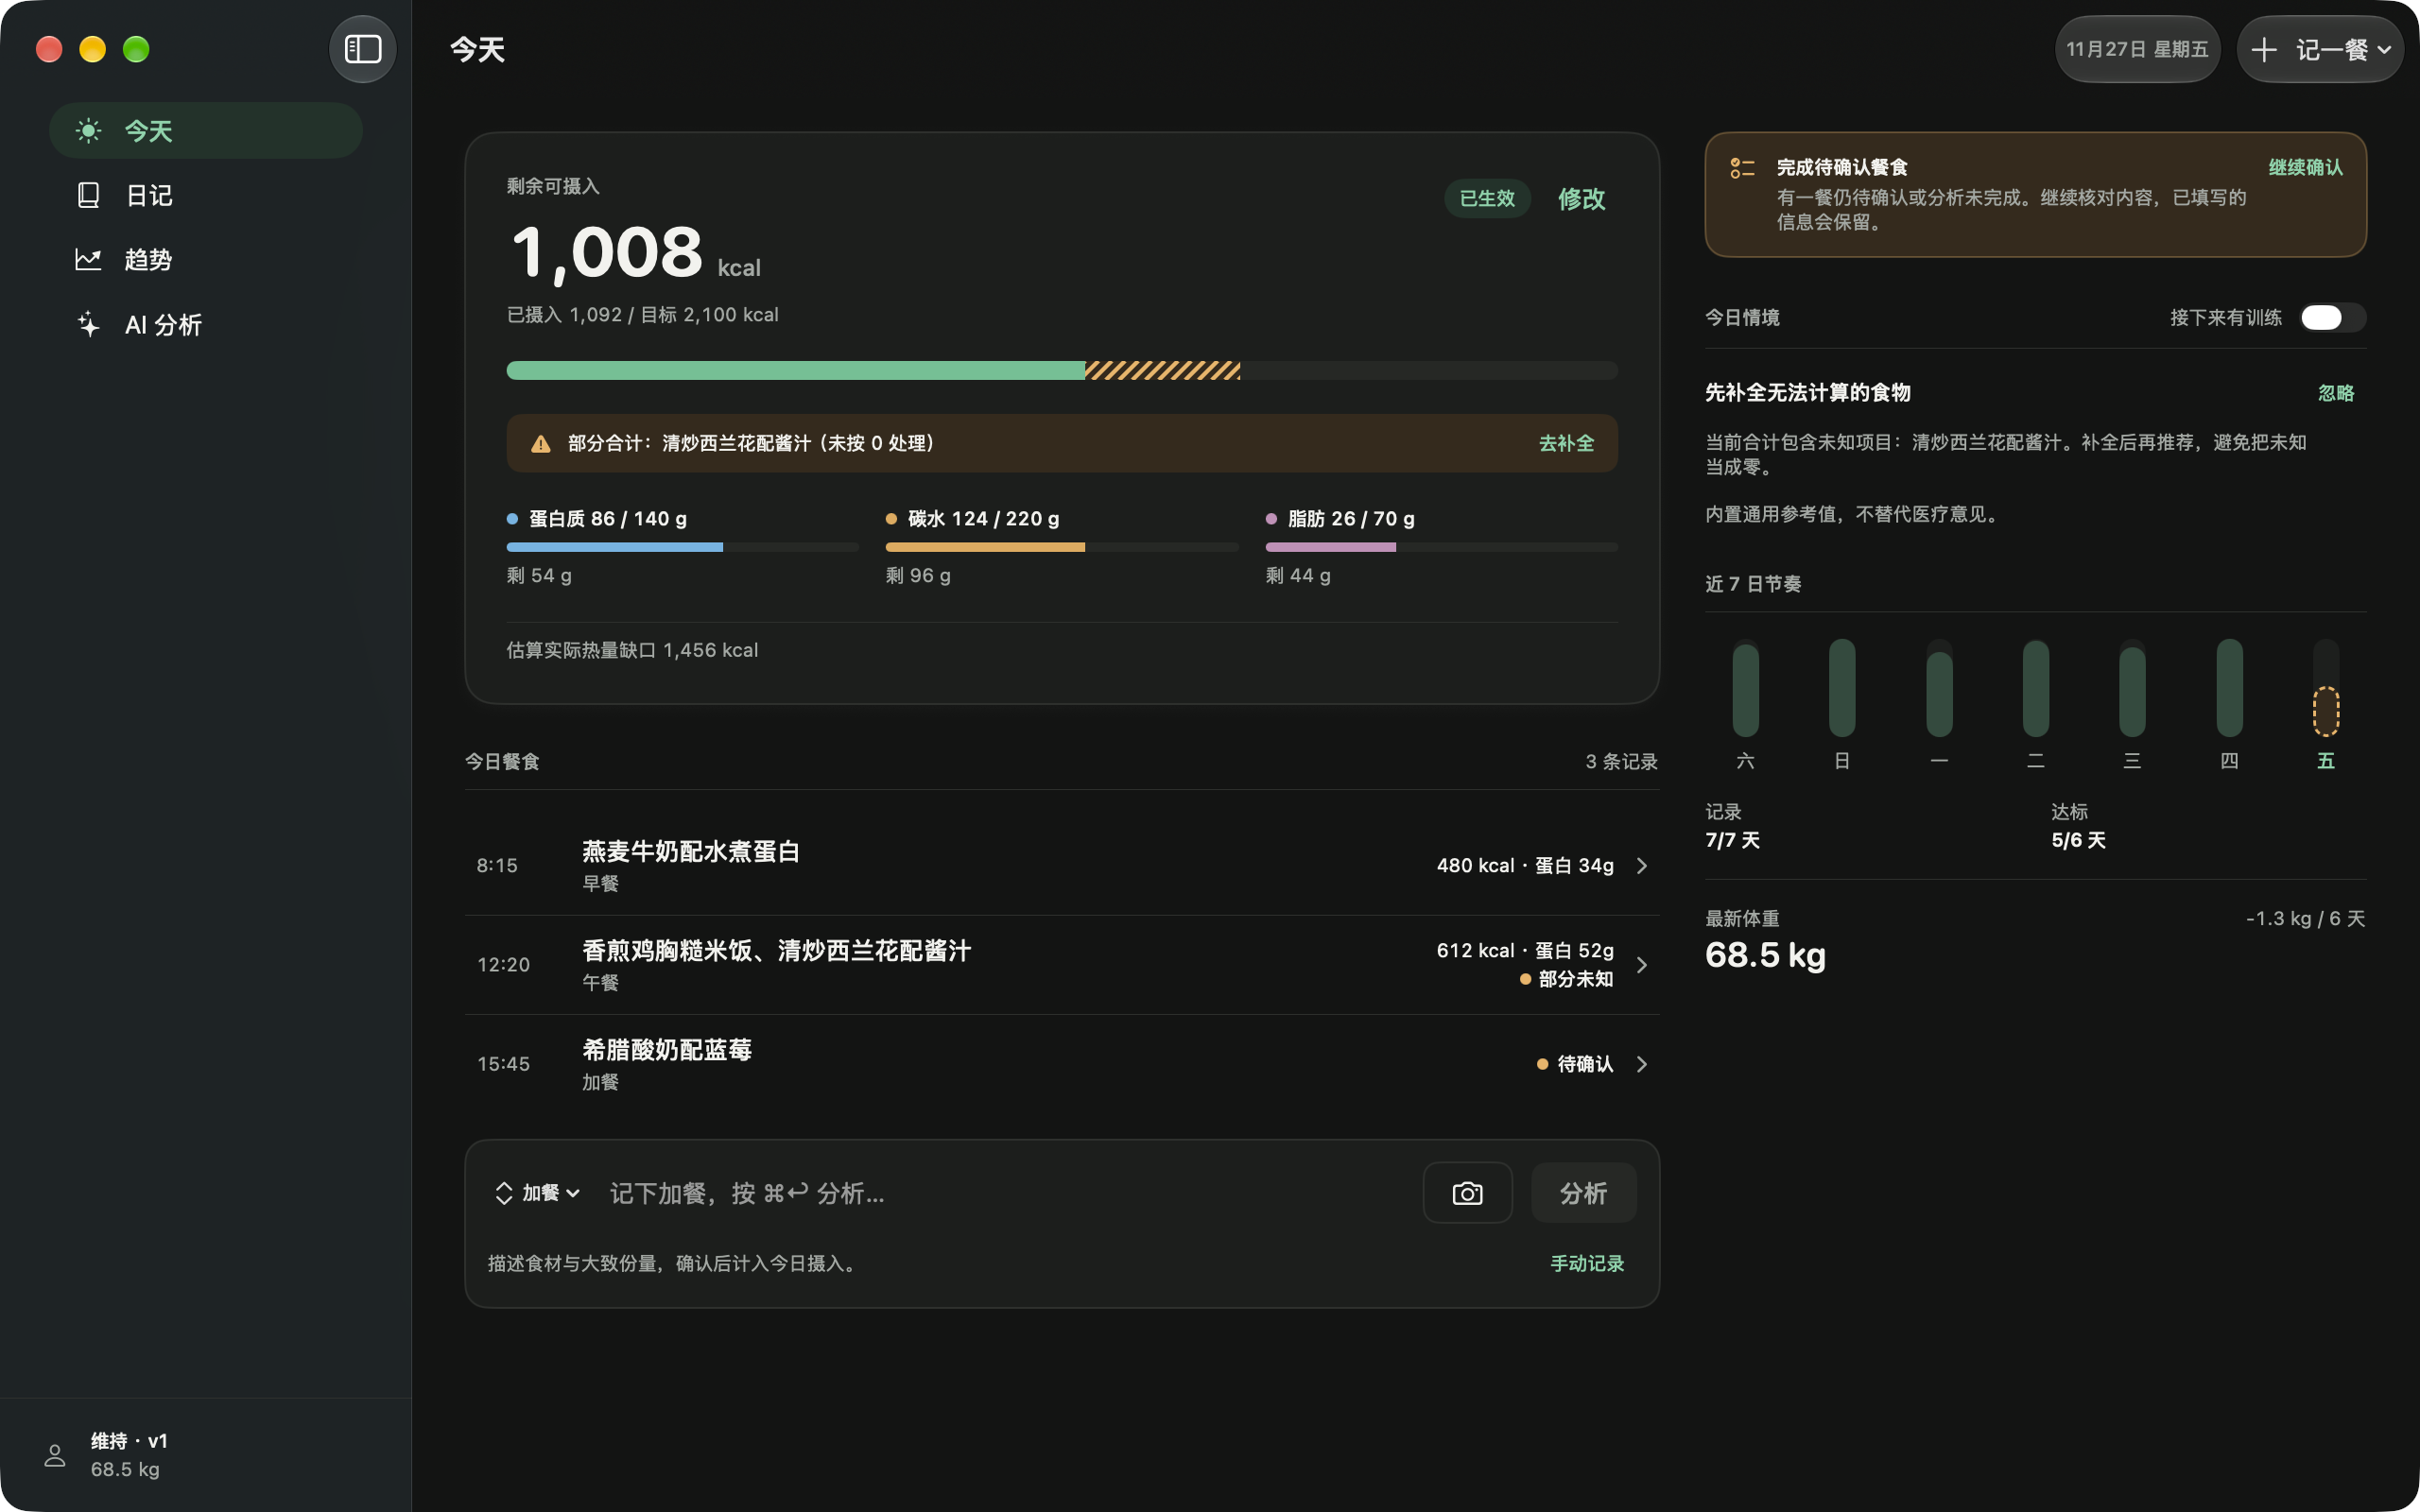 今天
日记
趋势
AI 分析
维持 · v1
68.5 kg
今天
11月27日 星期五
记一餐
剩余可摄入
已生效
修改
1,008 kcal
已摄入 1,092 / 目标 2,100 kcal
部分合计：清炒西兰花配酱汁（未按 0 处理）
去补全
蛋白质 86 / 140 g
碳水 124 / 220 g
脂肪 26 / 70 g
剩 54 g
剩 96 g
剩 44 g
估算实际热量缺口 1,456 kcal
今日餐食
3 条记录
8:15
燕麦牛奶配水煮蛋白
早餐
480 kcal · 蛋白 34g
12:20
香煎鸡胸糙米饭、清炒西兰花配酱汁
午餐
612 kcal · 蛋白 52g
部分未知
15:45
希腊酸奶配蓝莓
加餐
待确认
加餐
记下加餐，按 ⌘↩ 分析...
分析
描述食材与大致份量，确认后计入今日摄入。
手动记录
完成待确认餐食
继续确认
有一餐仍待确认或分析未完成。继续核对内容，已填写的
信息会保留。
今日情境
接下来有训练
先补全无法计算的食物
忽略
当前合计包含未知项目：清炒西兰花配酱汁。补全后再推荐，避免把未知
当成零。
内置通用参考值，不替代医疗意见。
近 7 日节奏
六
日
一
二
三
四
五
记录
达标
7/7 天
5/6 天
最新体重
-1.3 kg / 6 天
68.5 kg